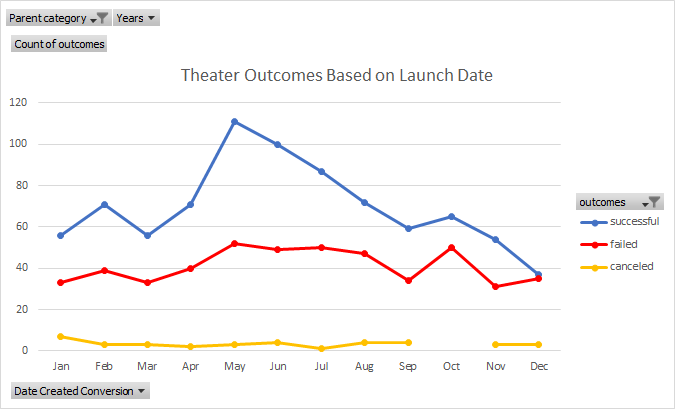 Parent category Years
Count of outcomes
Theater Outcomes Based on Launch Date
120
100
80
60
40
20
0
Jan Feb Mar Apr May Jun Jul Aug Sep Oct Nov Dec
outcomes
successful
failed
canceled
Date Created Conversion